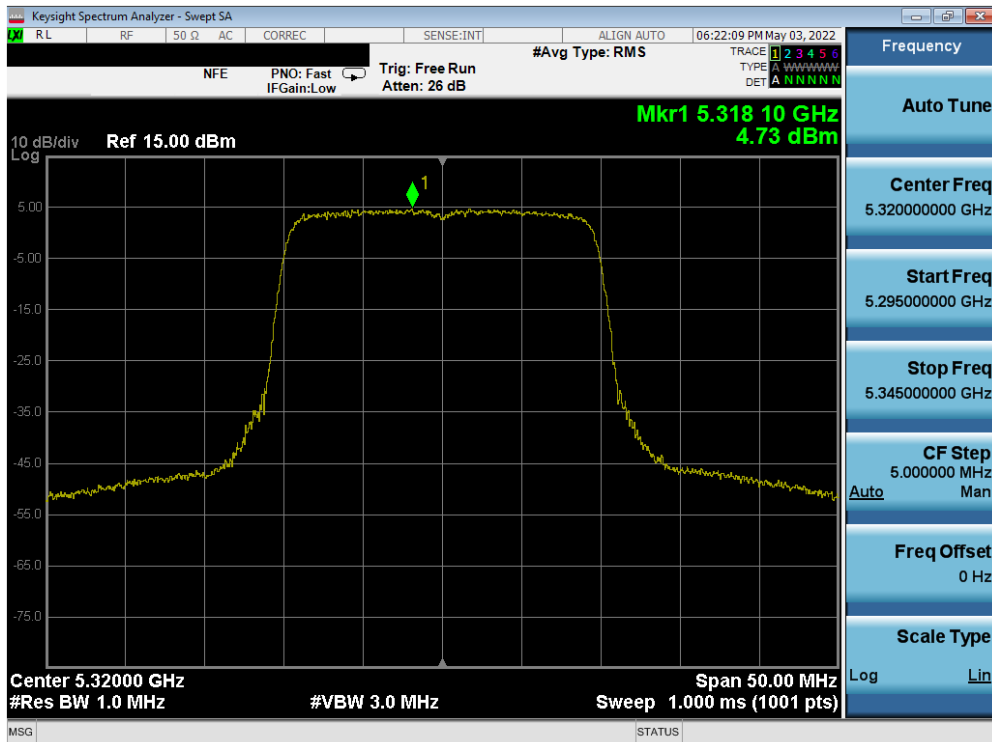 Keysight Spectrum Analyzer - Swept SA
LXI RL RF 50 Ω AC CORREC SENSE:INT ALIGN AUTO 06:22:09 PM May 03, 2022
NFE PNO: Fast Trig: Free Run #Avg Type: RMS TRACE 1 2 3 4 5 6
IFGain:Low Atten: 26 dB TYPE A WWWWW
DET A N N N N N
Mkr1 5.318 10 GHz
4.73 dBm
10 dB/div Ref 15.00 dBm
Log
1
5.00
-5.00
-15.0
-25.0
-35.0
-45.0
-55.0
-65.0
-75.0
Center 5.32000 GHz Span 50.00 MHz
#Res BW 1.0 MHz #VBW 3.0 MHz Sweep 1.000 ms (1001 pts)
MSG STATUS
Frequency
Auto Tune
Center Freq
5.320000000 GHz
Start Freq
5.295000000 GHz
Stop Freq
5.345000000 GHz
CF Step
5.000000 MHz
Auto Man
Freq Offset
0 Hz
Scale Type
Log Lin